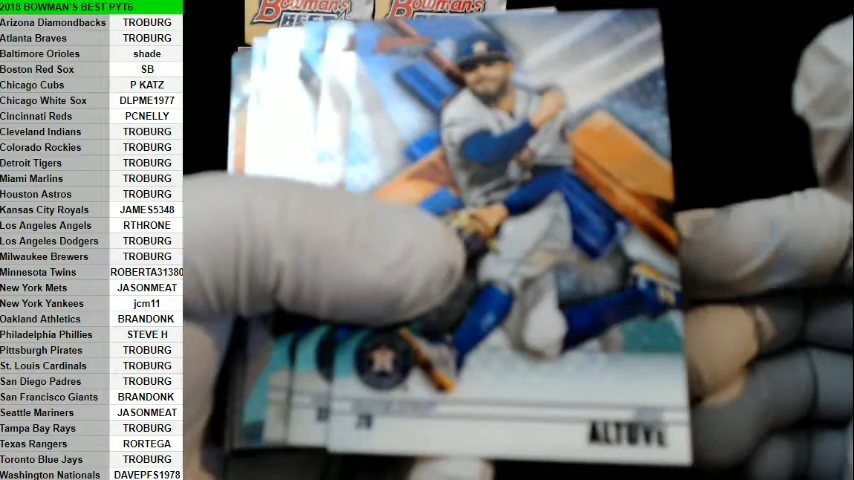 2018 BOWMAN'S BEST PYT6
Arizona Diamondbacks TROBURG
Atlanta Braves TROBURG
Baltimore Orioles shade
Boston Red Sox SB
Chicago Cubs P KATZ
Chicago White Sox DLPME1977
Cincinnati Reds PCNELLY
Cleveland Indians TROBURG
Colorado Rockies TROBURG
Detroit Tigers TROBURG
Miami Marlins TROBURG
Houston Astros TROBURG
Kansas City Royals JAMES5348
Los Angeles Angels RTHRONE
Los Angeles Dodgers TROBURG
Milwaukee Brewers TROBURG
Minnesota Twins ROBERTA31380
New York Mets JASONMEAT
New York Yankees jcm11
Oakland Athletics BRANDONK
Philadelphia Phillies STEVE H
Pittsburgh Pirates TROBURG
St. Louis Cardinals TROBURG
San Diego Padres TROBURG
San Francisco Giants BRANDONK
Seattle Mariners JASONMEAT
Tampa Bay Rays TROBURG
Texas Rangers RORTEGA
Toronto Blue Jays TROBURG
Washington Nationals DAVEPFS1978
Bowman's Bowman's
BEST
ALTUVE